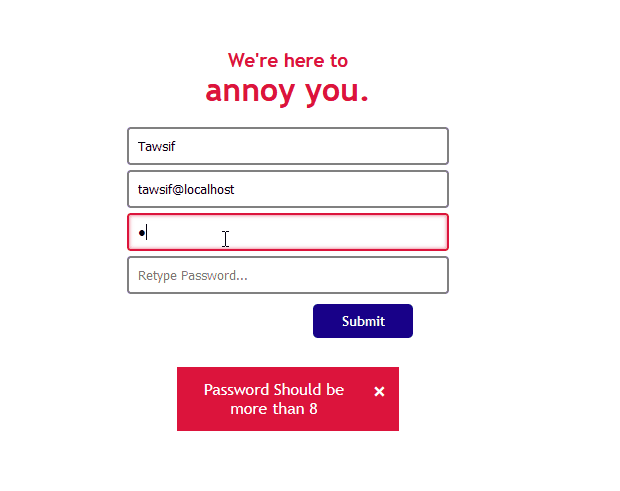 We're here to
annoy you.
Tawsif
tawsif@localhost
●
Retype Password...
Submit
Password Should be
more than 8
×